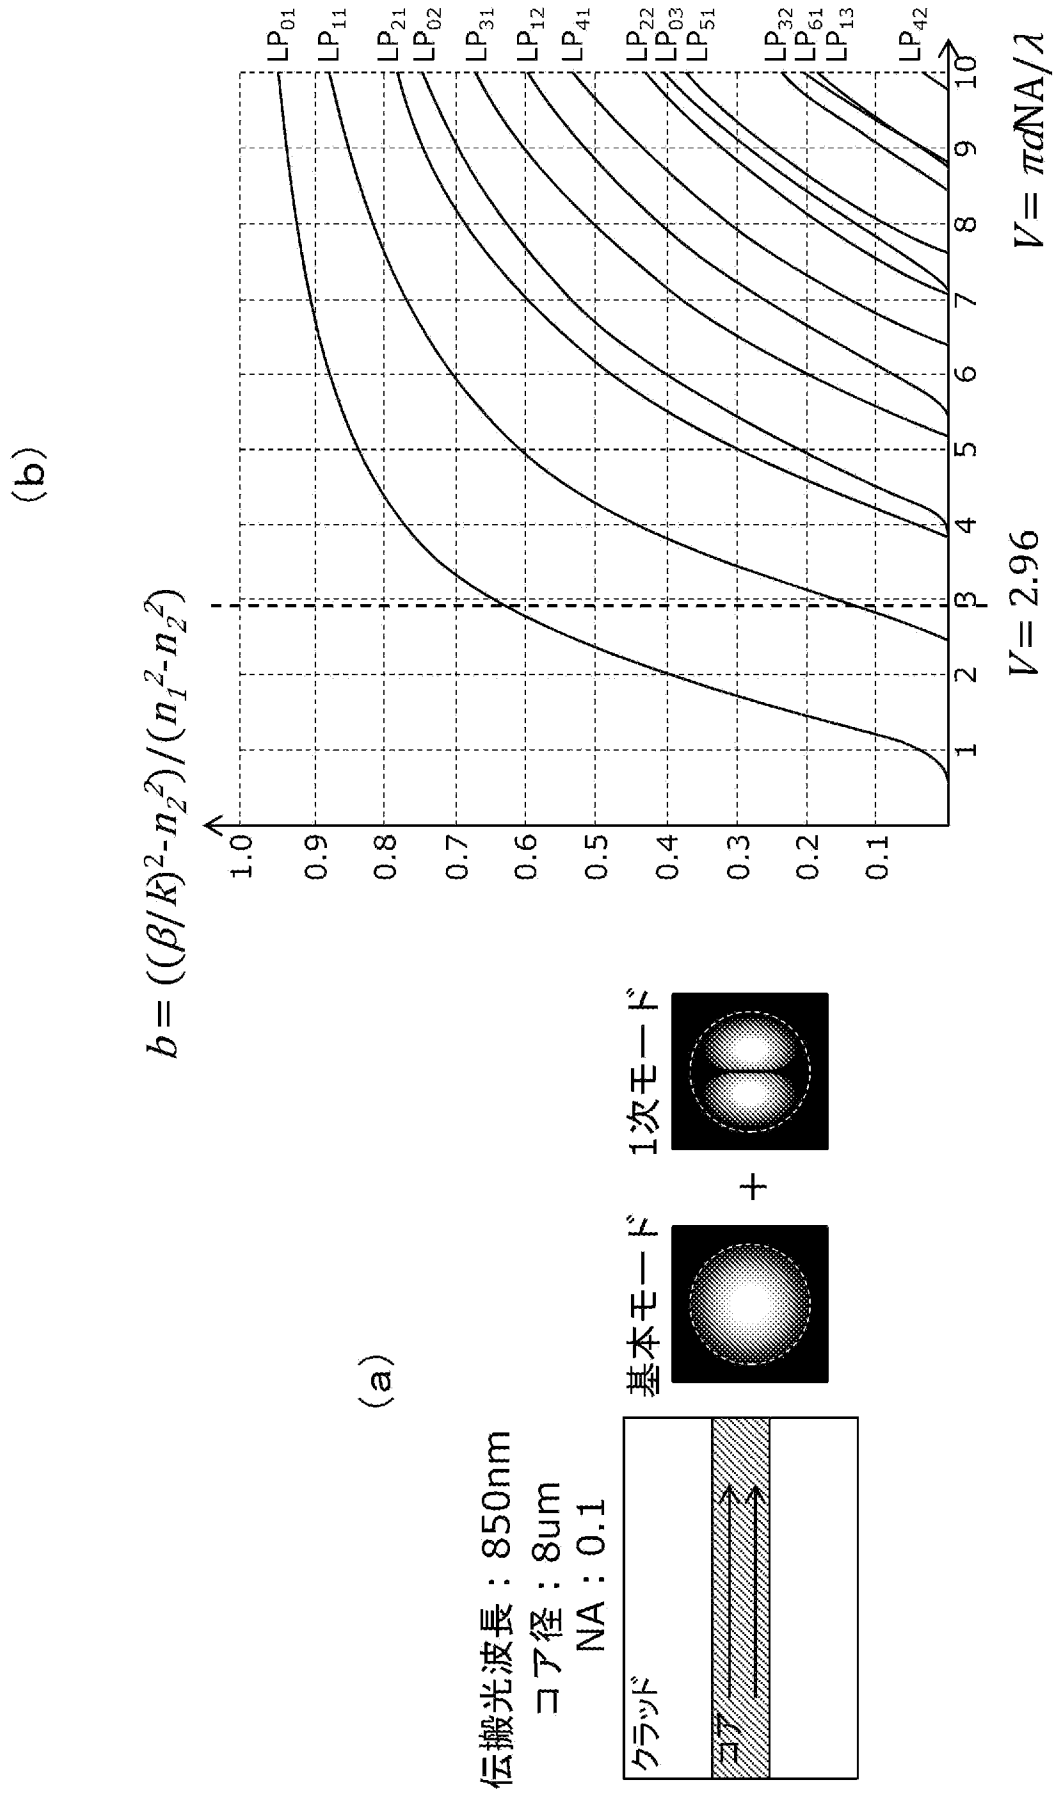 (a)
伝搬光波長：850nm
コア径：8um
NA：0.1
クラッド
コア
基本モード
+
1次モード
(b)
b=((β/k)²-n₂²)/(n₁²-n₂²)
1.0
0.9
0.8
0.7
0.6
0.5
0.4
0.3
0.2
0.1
1 2 3 4 5 6 7 8 9 10
LP₀₁
LP₁₁
LP₂₁
LP₀₂
LP₃₁
LP₁₂
LP₄₁
LP₂₂
LP₀₃
LP₅₁
LP₃₂
LP₆₁
LP₁₃
LP₄₂
V=2.96
V=πdNA/λ